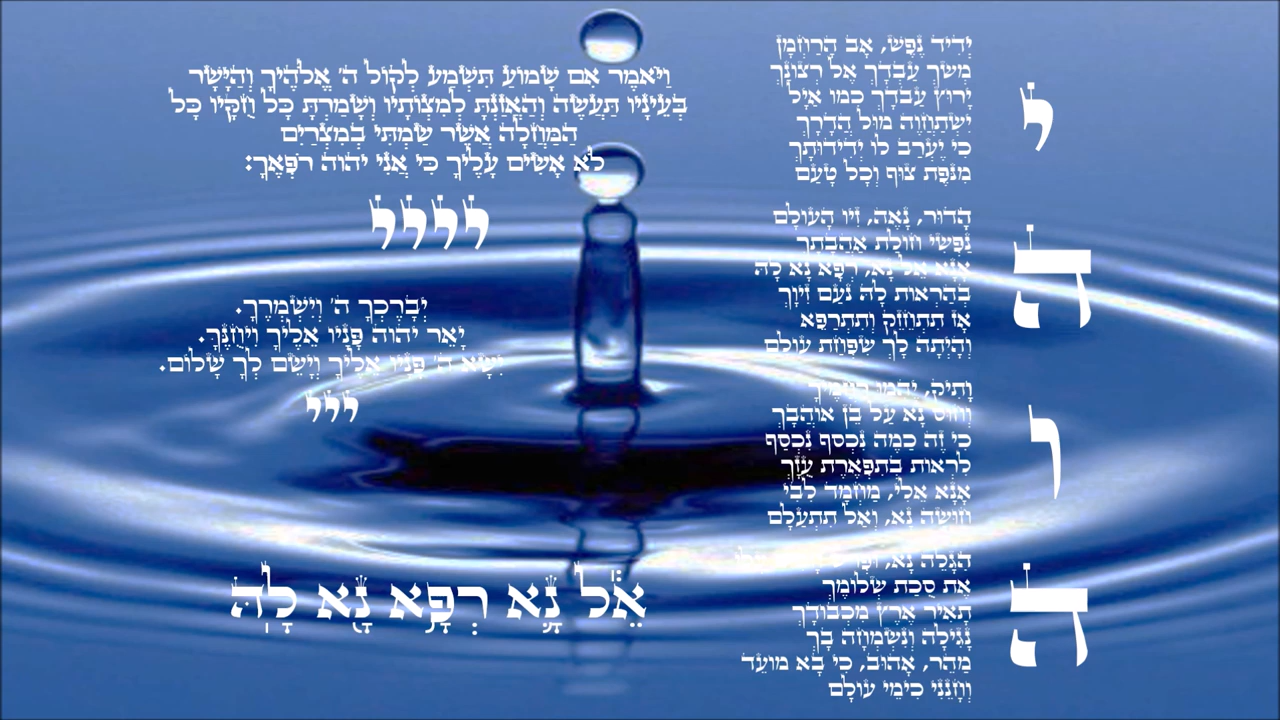 יְדִיד נֶפֶשׁ, אָב הָרַחְמָן
מְשֹׁךְ עַבְדָּךְ אֶל רְצוֹנָךְ
יָרוּץ עַבְדָּךְ כְּמוֹ אַיָּל
יִשְׁתַּחֲוֶה מוּל הֲדָרָךְ
כִּי יֶעֱרַב לוֹ יְדִידוּתָךְ
מִנֹּפֶת צוּף וְכָל טָעַם
י
הָדוּר, נָאֶה, זִיו הָעוֹלָם
נַפְשִׁי חוֹלַת אַהֲבָתָךְ
אָנָּא אֵל נָא, רְפָא נָא לָהּ
בְּהַרְאוֹת לָהּ נֹעַם זִיוָךְ
אָז תִּתְחַזֵּק וְתִתְרַפֵּא
וְהָיְתָה לָךְ שִׁפְחַת עוֹלָם
ה
וָתִיק, יֶהֱמוּ רַחֲמֶיךָ
וְחוּס נָא עַל בֵּן אוֹהֲבָךְ
כִּי זֶה כַּמֶּה נִכְסֹף נִכְסַף
לִרְאוֹת בְּתִפְאֶרֶת עֻזָּךְ
אָנָּא אֵלִי, מַחְמַד לִבִּי
חוּשָׁה נָּא, וְאַל תִּתְעַלָּם
ו
הִגָּלֵה נָא,
אֶת סֻכַּת שְׁלוֹמָךְ
תָּאִיר אֶרֶץ מִכְּבוֹדָךְ
נָגִילָה וְנִשְׂמְחָה בָּךְ
מַהֵר, אָהוּב, כִּי בָא מוֹעֵד
וְחָנֵּנִי כִּימֵי עוֹלָם
ה
וַיֹּאמֶר אִם שָׁמוֹעַ תִּשְׁמַע לְקוֹל ה' אֱלֹהֶיךָ וְהַיָּשָׁר
בְּעֵינָיו תַּעֲשֶׂה וְהַאֲזַנְתָּ לְמִצְוֹתָיו וְשָׁמַרְתָּ כָּל חֻקָּיו כָּל
הַמַּחֲלָה אֲשֶׁר שַׂמְתִּי בְמִצְרַיִם
לֹא אָשִׂים עָלֶיךָ כִּי אֲנִי יהוה רֹפְאֶךָ:
יייי
יְבָרֶכְךָ ה' וְיִשְׁמְרֶךָ.
יָאֵר יהוה פָּנָיו אֵלֶיךָ וִיחֻנֶּךָּ.
יִשָּׂא ה' פָּנָיו אֵלֶיךָ וְיָשֵׂם לְךָ שָׁלוֹם.
ייי
אֵל נָא רְפָא נָא לָהּ